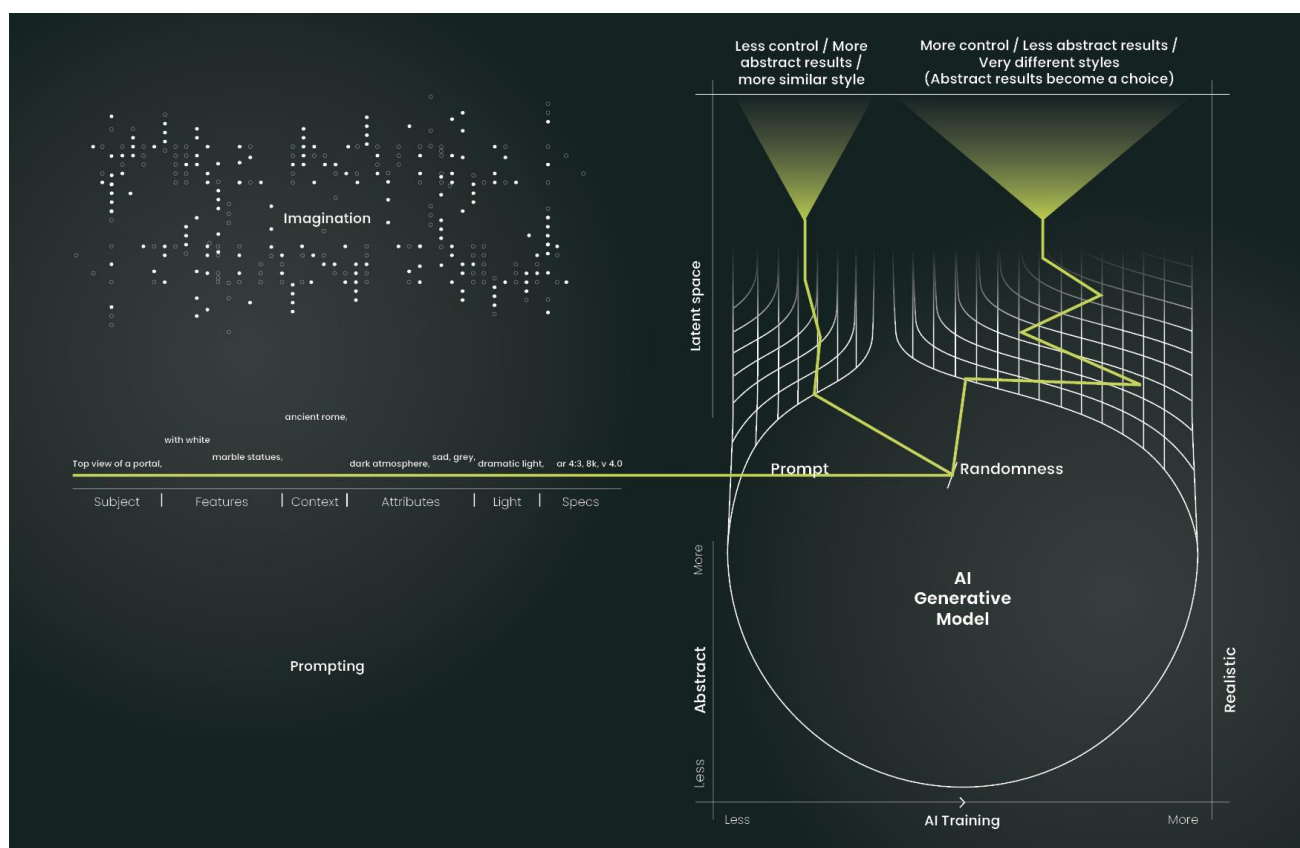 Less control / More
abstract results /
more similar style
More control / Less abstract results /
Very different styles
(Abstract results become a choice)
Imagination
Latent space
ancient rome,
with white
marble statues,
Top view of a portal,
dark atmosphere,
sad, grey,
dramatic light,
ar 4:3, 8k, v 4.0
Subject
Features
Context
Attributes
Light
Specs
Prompt
Randomness
More
Abstract
Less
AI
Generative
Model
Realistic
Prompting
Less
AI Training
More